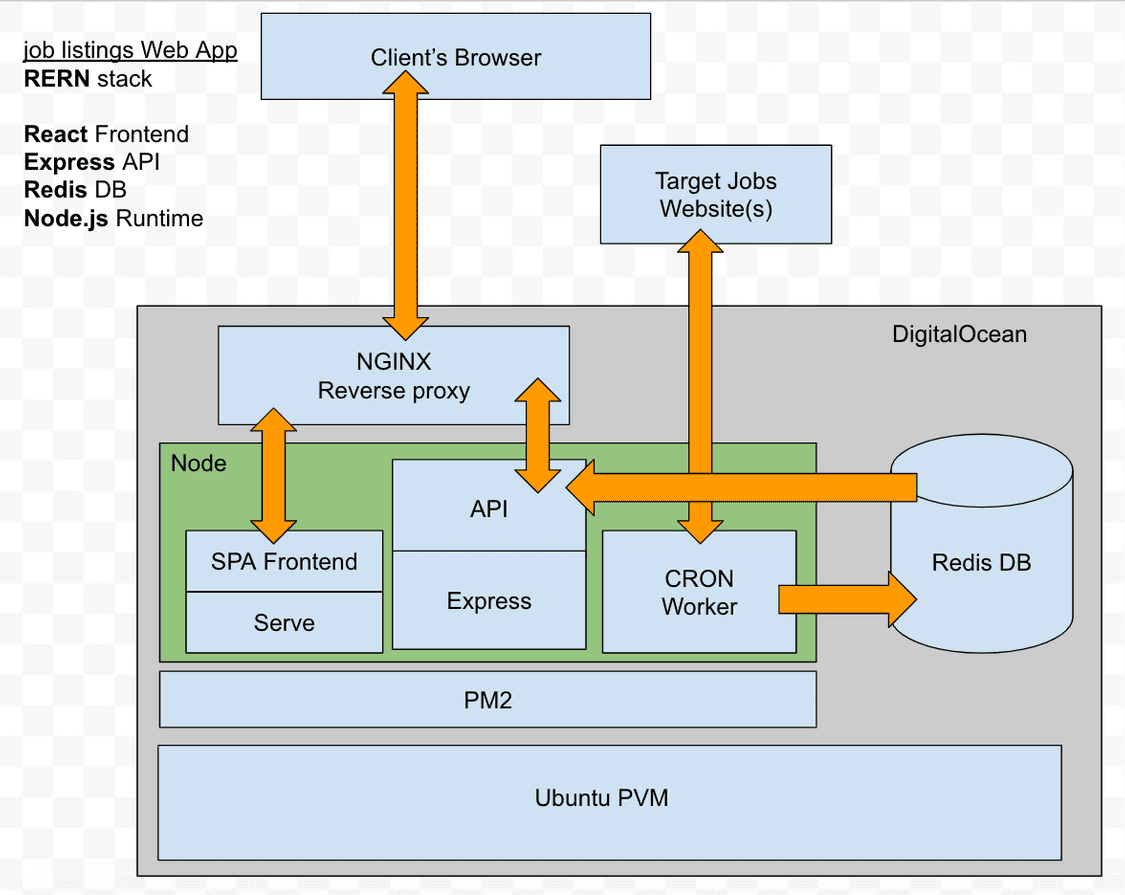 job listings Web App
RERN stack
React Frontend
Express API
Redis DB
Node.js Runtime
Client’s Browser
Target Jobs
Website(s)
DigitalOcean
NGINX
Reverse proxy
Node
API
SPA Frontend
Express
Serve
CRON
Worker
Redis DB
PM2
Ubuntu PVM